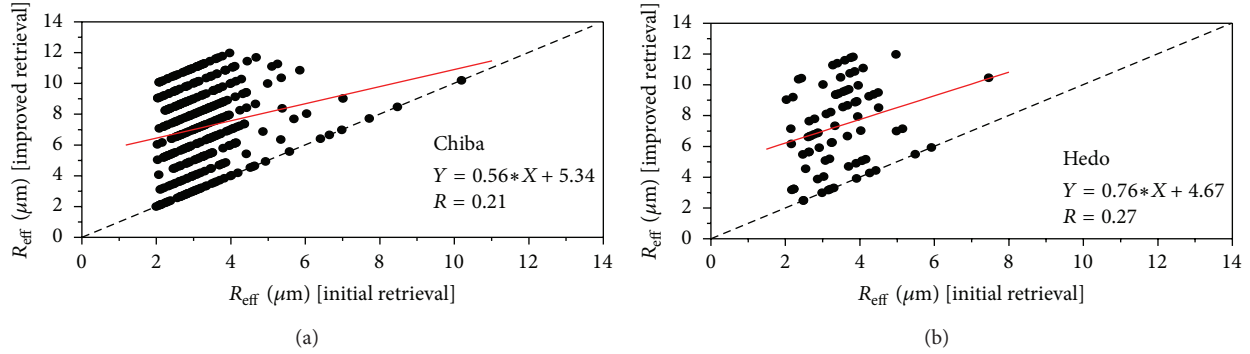 14
12
10
8
6
4
2
0
R_eff (μm) [improved retrieval]
Chiba
Y = 0.56∗X + 5.34
R = 0.21
0 2 4 6 8 10 12 14
R_eff (μm) [initial retrieval]
(a)
14
12
10
8
6
4
2
0
R_eff (μm) [improved retrieval]
Hedo
Y = 0.76∗X + 4.67
R = 0.27
0 2 4 6 8 10 12 14
R_eff (μm) [initial retrieval]
(b)